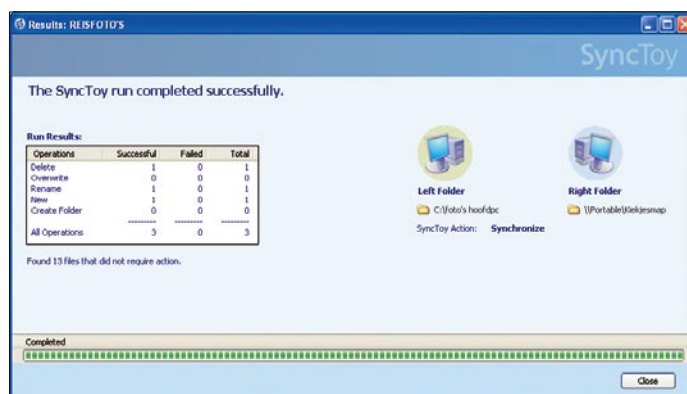 Results: REISFOTO'S
SyncToy
The SyncToy run completed successfully.
Run Results:
Operations Successful Failed Total
Delete 1 0 1
Overwrite 0 0 0
Rename 1 0 1
New 1 0 1
Create Folder 0 0 0
All Operations 3 0 3
Found 13 files that did not require action.
Left Folder Right Folder
C:\foto's hoofdpc \\Portable\Kiekjesmap
SyncToy Action: Synchronize
Completed
Close